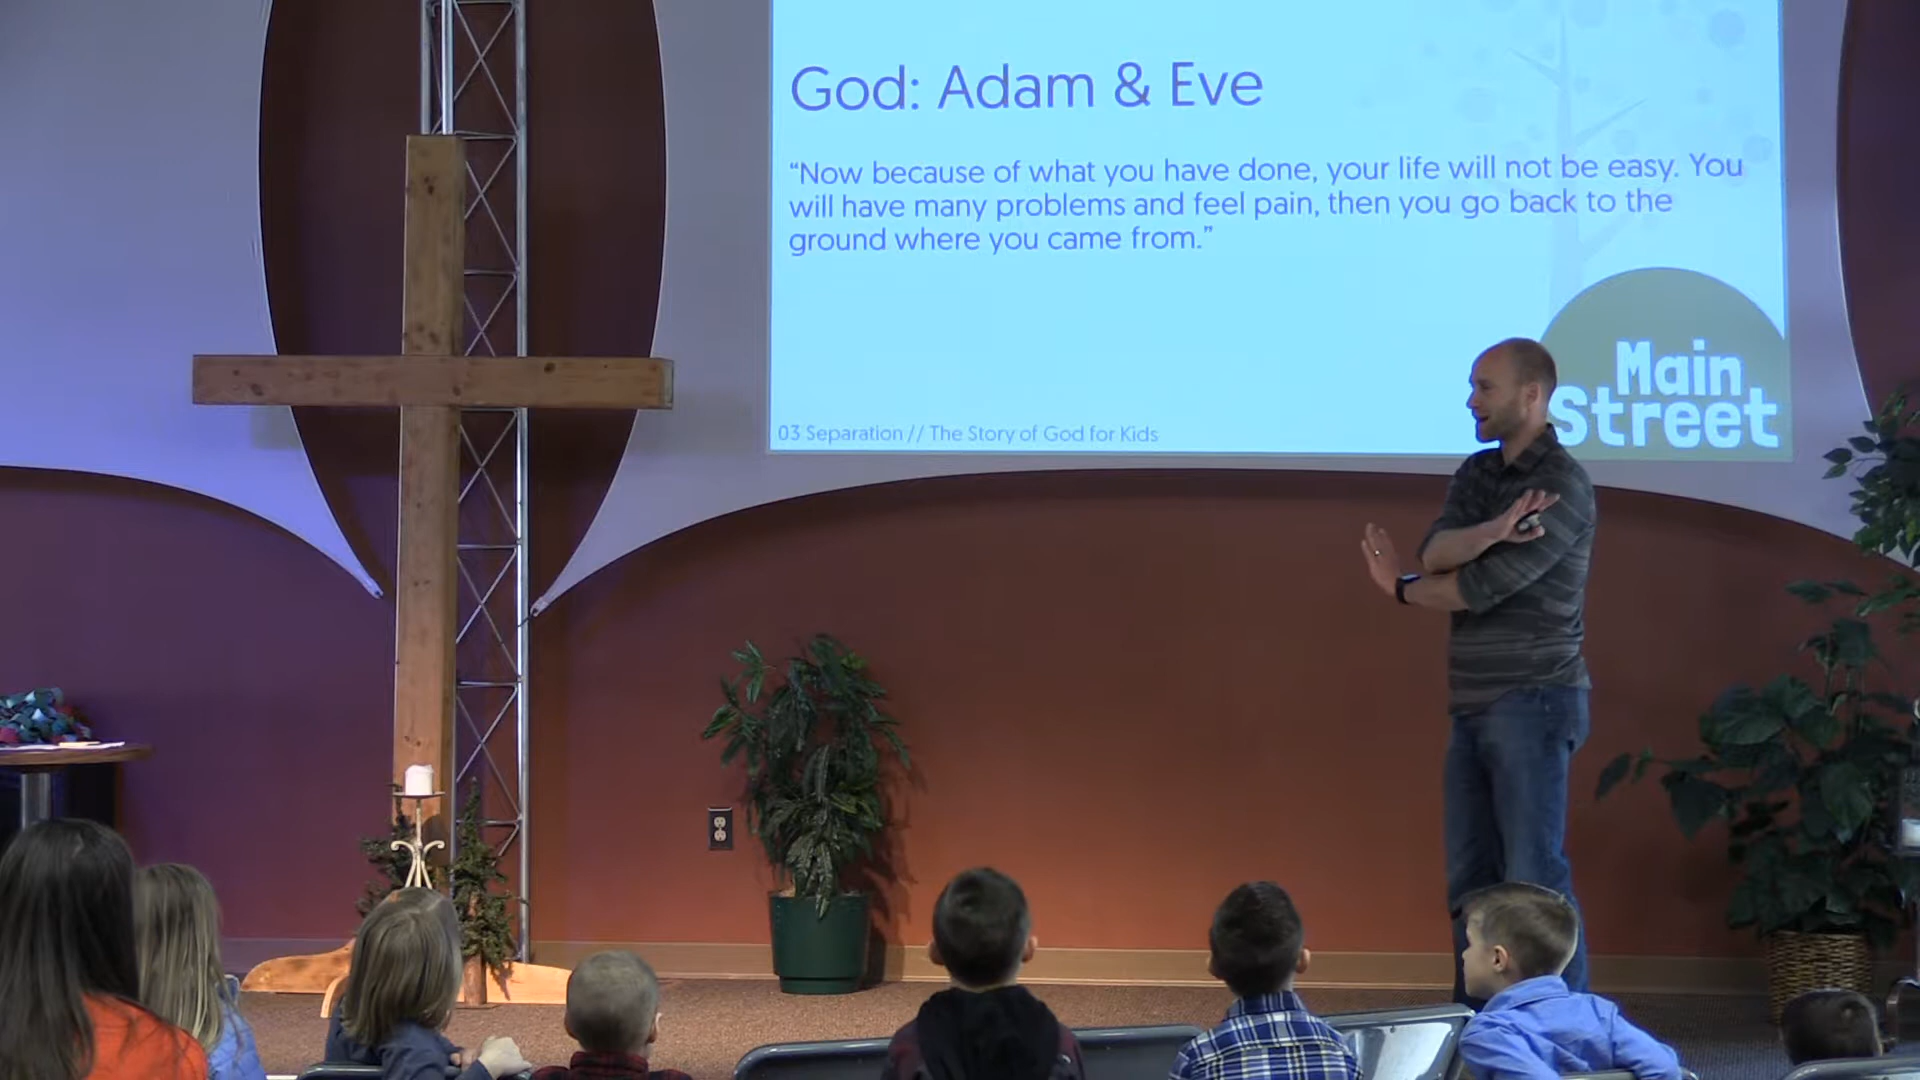 God: Adam & Eve
“Now because of what you have done, your life will not be easy. You
will have many problems and feel pain, then you go back to the
ground where you came from.”
Main
Street
03 Separation // The Story of God for Kids